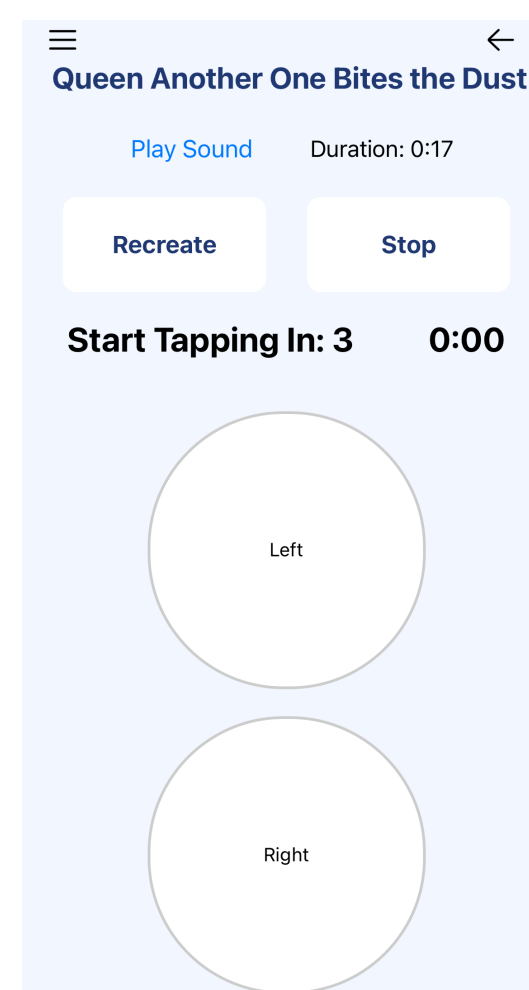 Queen Another One Bites the Dust
Play Sound Duration: 0:17
Recreate Stop
Start Tapping In: 3 0:00
Left
Right